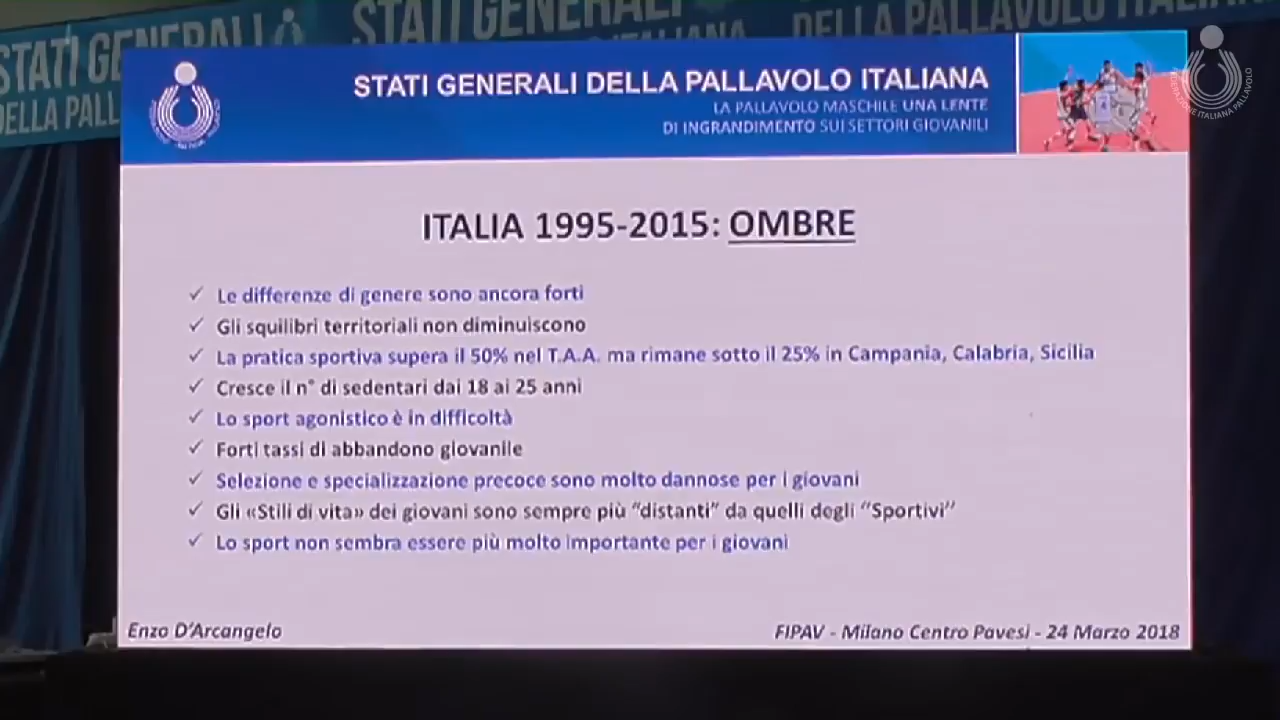 STATI GENERALI
DELLA PALL
STATI GENERALI
ITALIANA
DELLA PALLAVOLO ITALI
STATI GENERALI DELLA PALLAVOLO ITALIANA
LA PALLAVOLO MASCHILE UNA LENTE
DI INGRANDIMENTO SUI SETTORI GIOVANILI
FEDERAZIONE ITALIANA PALLAVOLO
ITALIA 1995-2015: OMBRE
✓ Le differenze di genere sono ancora forti
✓ Gli squilibri territoriali non diminuiscono
✓ La pratica sportiva supera il 50% nel T.A.A. ma rimane sotto il 25% in Campania, Calabria, Sicilia
✓ Cresce il n° di sedentari dai 18 ai 25 anni
✓ Lo sport agonistico è in difficoltà
✓ Forti tassi di abbandono giovanile
✓ Selezione e specializzazione precoce sono molto dannose per i giovani
✓ Gli «Stili di vita» dei giovani sono sempre più “distanti” da quelli degli “Sportivi”
✓ Lo sport non sembra essere più molto importante per i giovani
Enzo D’Arcangelo
FIPAV - Milano Centro Pavesi - 24 Marzo 2018